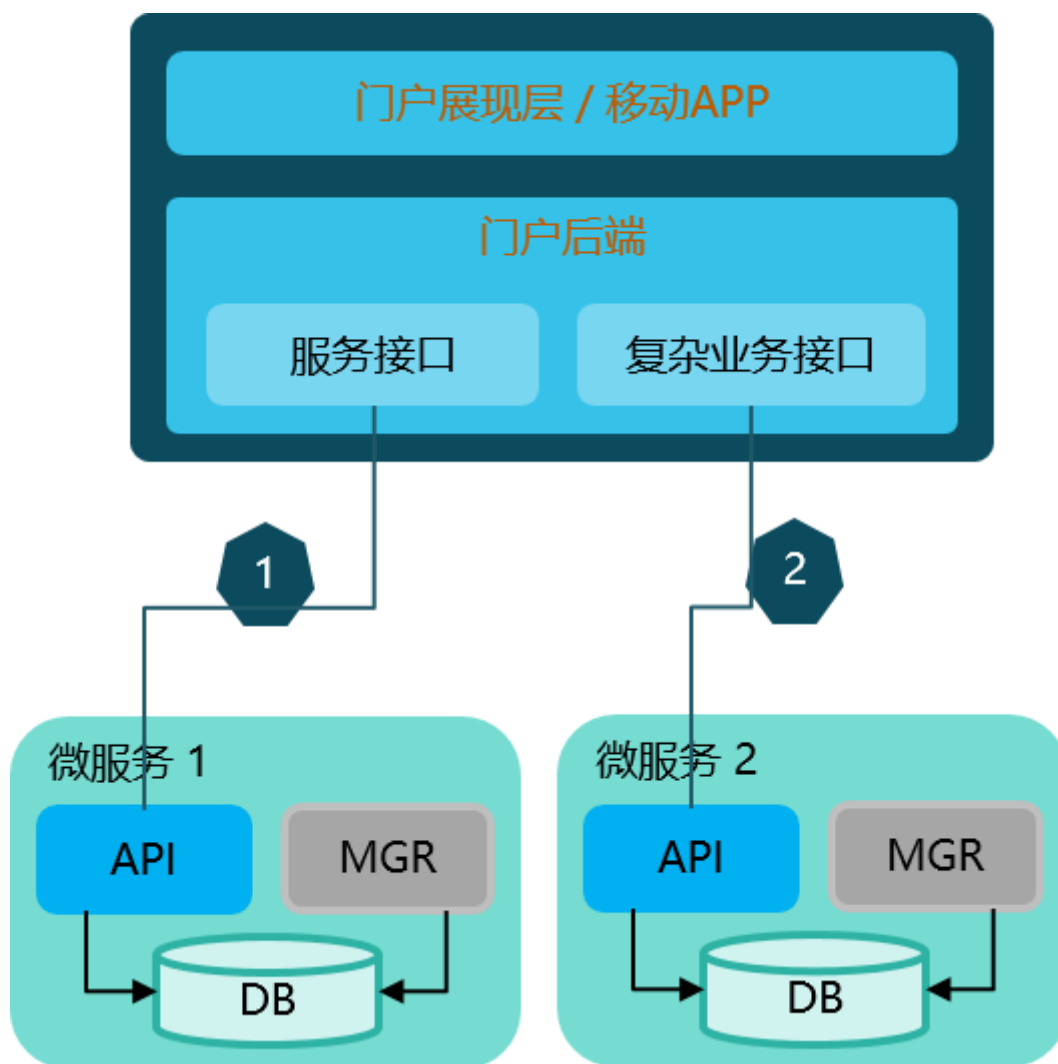 门户展现层 / 移动APP
门户后端
服务接口
复杂业务接口
1
2
微服务 1
微服务 2
API
MGR
API
MGR
DB
DB